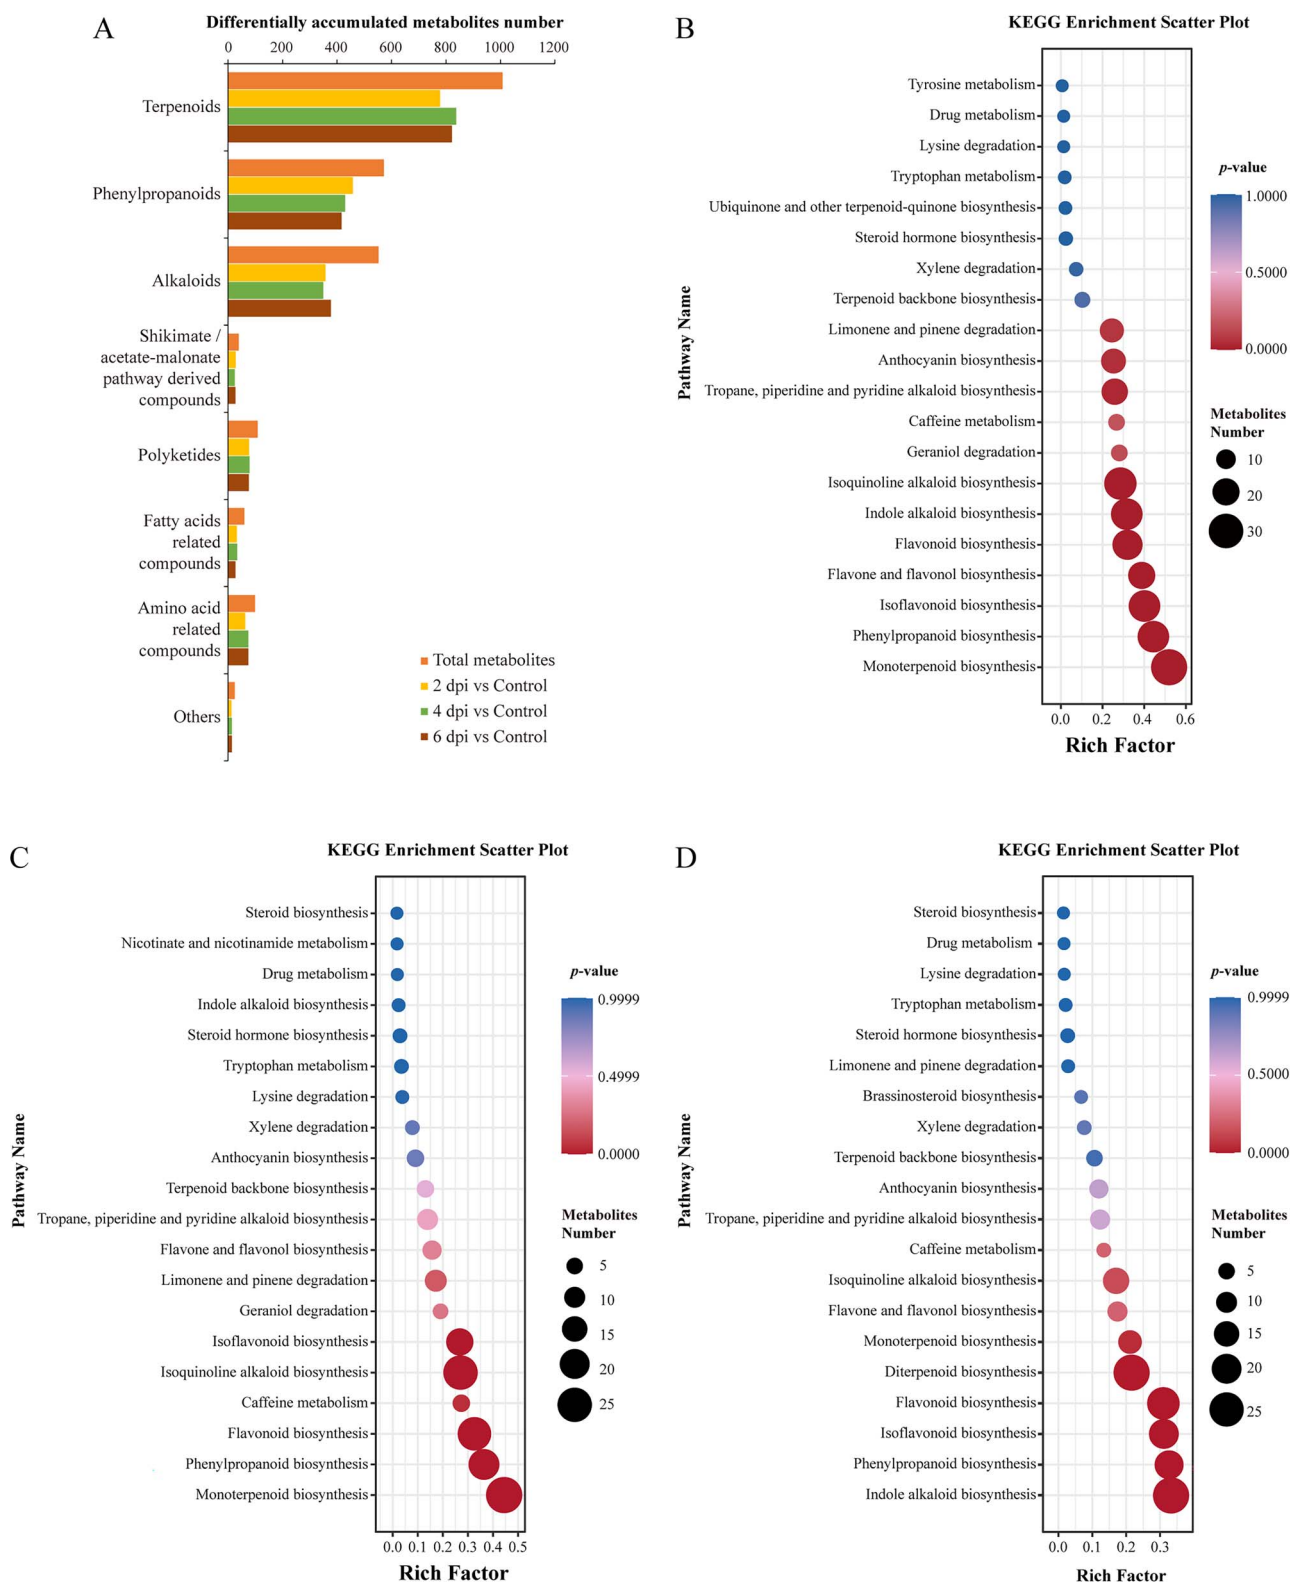 A
Differentially accumulated metabolites number
0 200 400 600 800 1000 1200
Terpenoids
Phenylpropanoids
Alkaloids
Shikimate /
acetate-malonate
pathway derived
compounds
Polyketides
Fatty acids
related
compounds
Amino acid
related
compounds
Others
Total metabolites
2 dpi vs Control
4 dpi vs Control
6 dpi vs Control
B
KEGG Enrichment Scatter Plot
Pathway Name
Tyrosine metabolism
Drug metabolism
Lysine degradation
Tryptophan metabolism
Ubiquinone and other terpenoid-quinone biosynthesis
Steroid hormone biosynthesis
Xylene degradation
Terpenoid backbone biosynthesis
Limonene and pinene degradation
Anthocyanin biosynthesis
Tropane, piperidine and pyridine alkaloid biosynthesis
Caffeine metabolism
Geraniol degradation
Isoquinoline alkaloid biosynthesis
Indole alkaloid biosynthesis
Flavonoid biosynthesis
Flavone and flavonol biosynthesis
Isoflavonoid biosynthesis
Phenylpropanoid biosynthesis
Monoterpenoid biosynthesis
0.0 0.2 0.4 0.6
Rich Factor
p-value
1.0000
0.5000
0.0000
Metabolites
Number
10
20
30
C
KEGG Enrichment Scatter Plot
Pathway Name
Steroid biosynthesis
Nicotinate and nicotinamide metabolism
Drug metabolism
Indole alkaloid biosynthesis
Steroid hormone biosynthesis
Tryptophan metabolism
Lysine degradation
Xylene degradation
Anthocyanin biosynthesis
Terpenoid backbone biosynthesis
Tropane, piperidine and pyridine alkaloid biosynthesis
Flavone and flavonol biosynthesis
Limonene and pinene degradation
Geraniol degradation
Isoflavonoid biosynthesis
Isoquinoline alkaloid biosynthesis
Caffeine metabolism
Flavonoid biosynthesis
Phenylpropanoid biosynthesis
Monoterpenoid biosynthesis
0.0 0.1 0.2 0.3 0.4 0.5
Rich Factor
p-value
0.9999
0.4999
0.0000
Metabolites
Number
5
10
15
20
25
D
KEGG Enrichment Scatter Plot
Pathway Name
Steroid biosynthesis
Drug metabolism
Lysine degradation
Tryptophan metabolism
Steroid hormone biosynthesis
Limonene and pinene degradation
Brassinosteroid biosynthesis
Xylene degradation
Terpenoid backbone biosynthesis
Anthocyanin biosynthesis
Tropane, piperidine and pyridine alkaloid biosynthesis
Caffeine metabolism
Isoquinoline alkaloid biosynthesis
Flavone and flavonol biosynthesis
Monoterpenoid biosynthesis
Diterpenoid biosynthesis
Flavonoid biosynthesis
Isoflavonoid biosynthesis
Phenylpropanoid biosynthesis
Indole alkaloid biosynthesis
0.0 0.1 0.2 0.3
Rich Factor
p-value
0.9999
0.5000
0.0000
Metabolites
Number
5
10
15
20
25